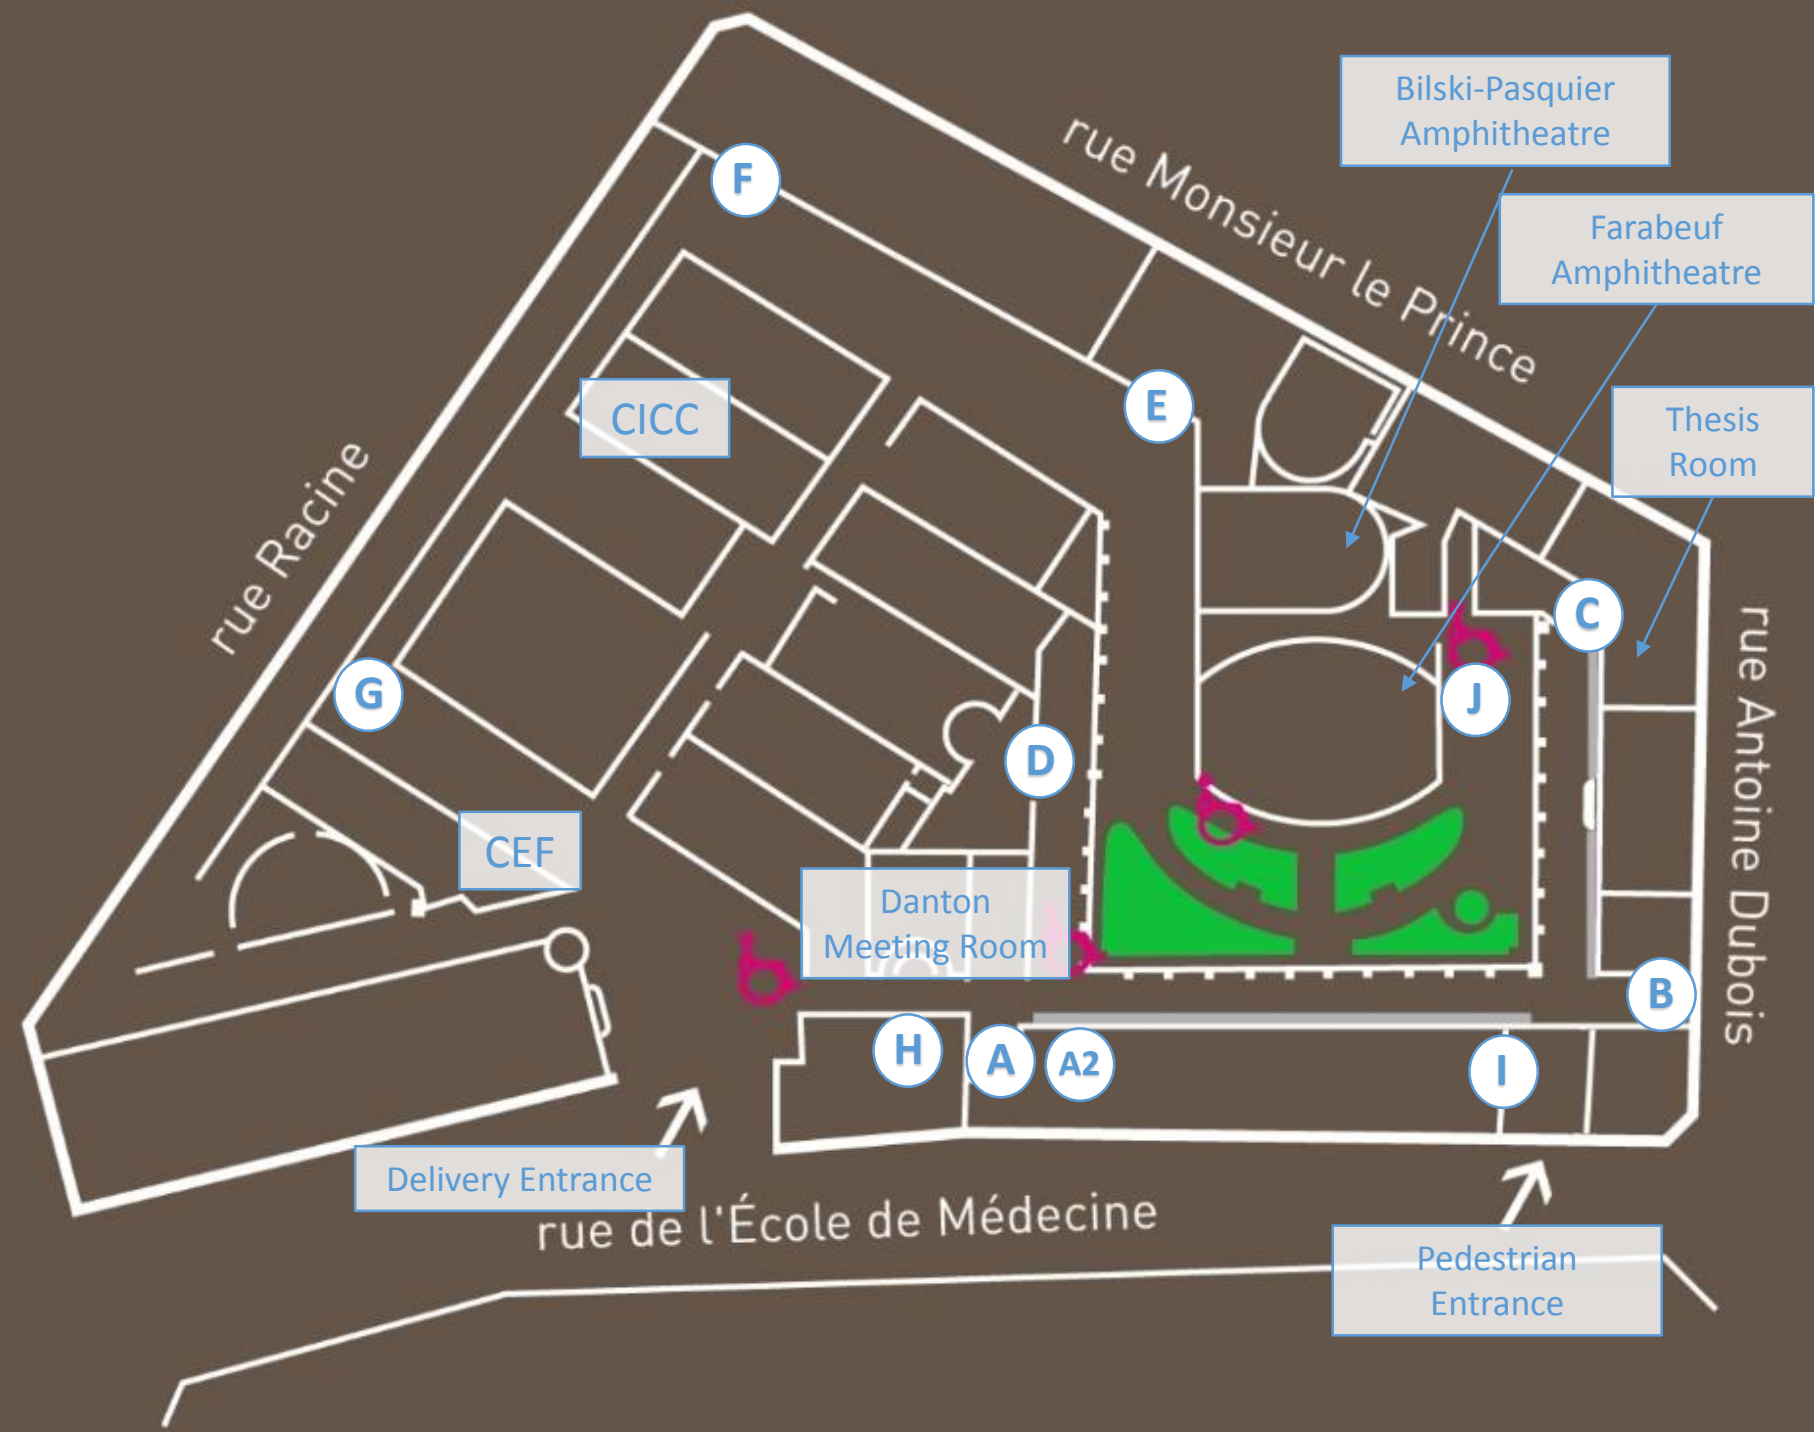 Bilski-Pasquier
Amphitheatre
rue Monsieur le Prince
F
Farabeuf
Amphitheatre
E
CICC
Thesis
Room
rue Racine
C
G
J
D
rue Antoine Dubois
CEF
Danton
Meeting Room
B
H
A
A2
I
Delivery Entrance
rue de l'École de Médecine
Pedestrian
Entrance